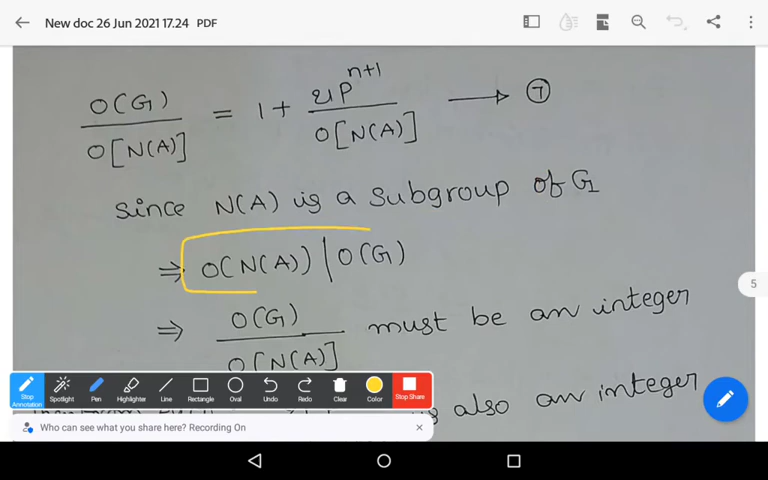 New doc 26 Jun 2021 17.24 PDF
O(G) / O[N(A)] = 1 + up^{n+1} / O[N(A)] → ⑦
Since N(A) is a subgroup of G
⇒ O(N(A)) | O(G)
⇒ O(G) / O[N(A)] must be an integer
5
also an integer
Stop Annotation
Spotlight
Pen
Highlighter
Line
Rectangle
Oval
Undo
Redo
Clear
Color
Stop Share
Who can see what you share here? Recording On